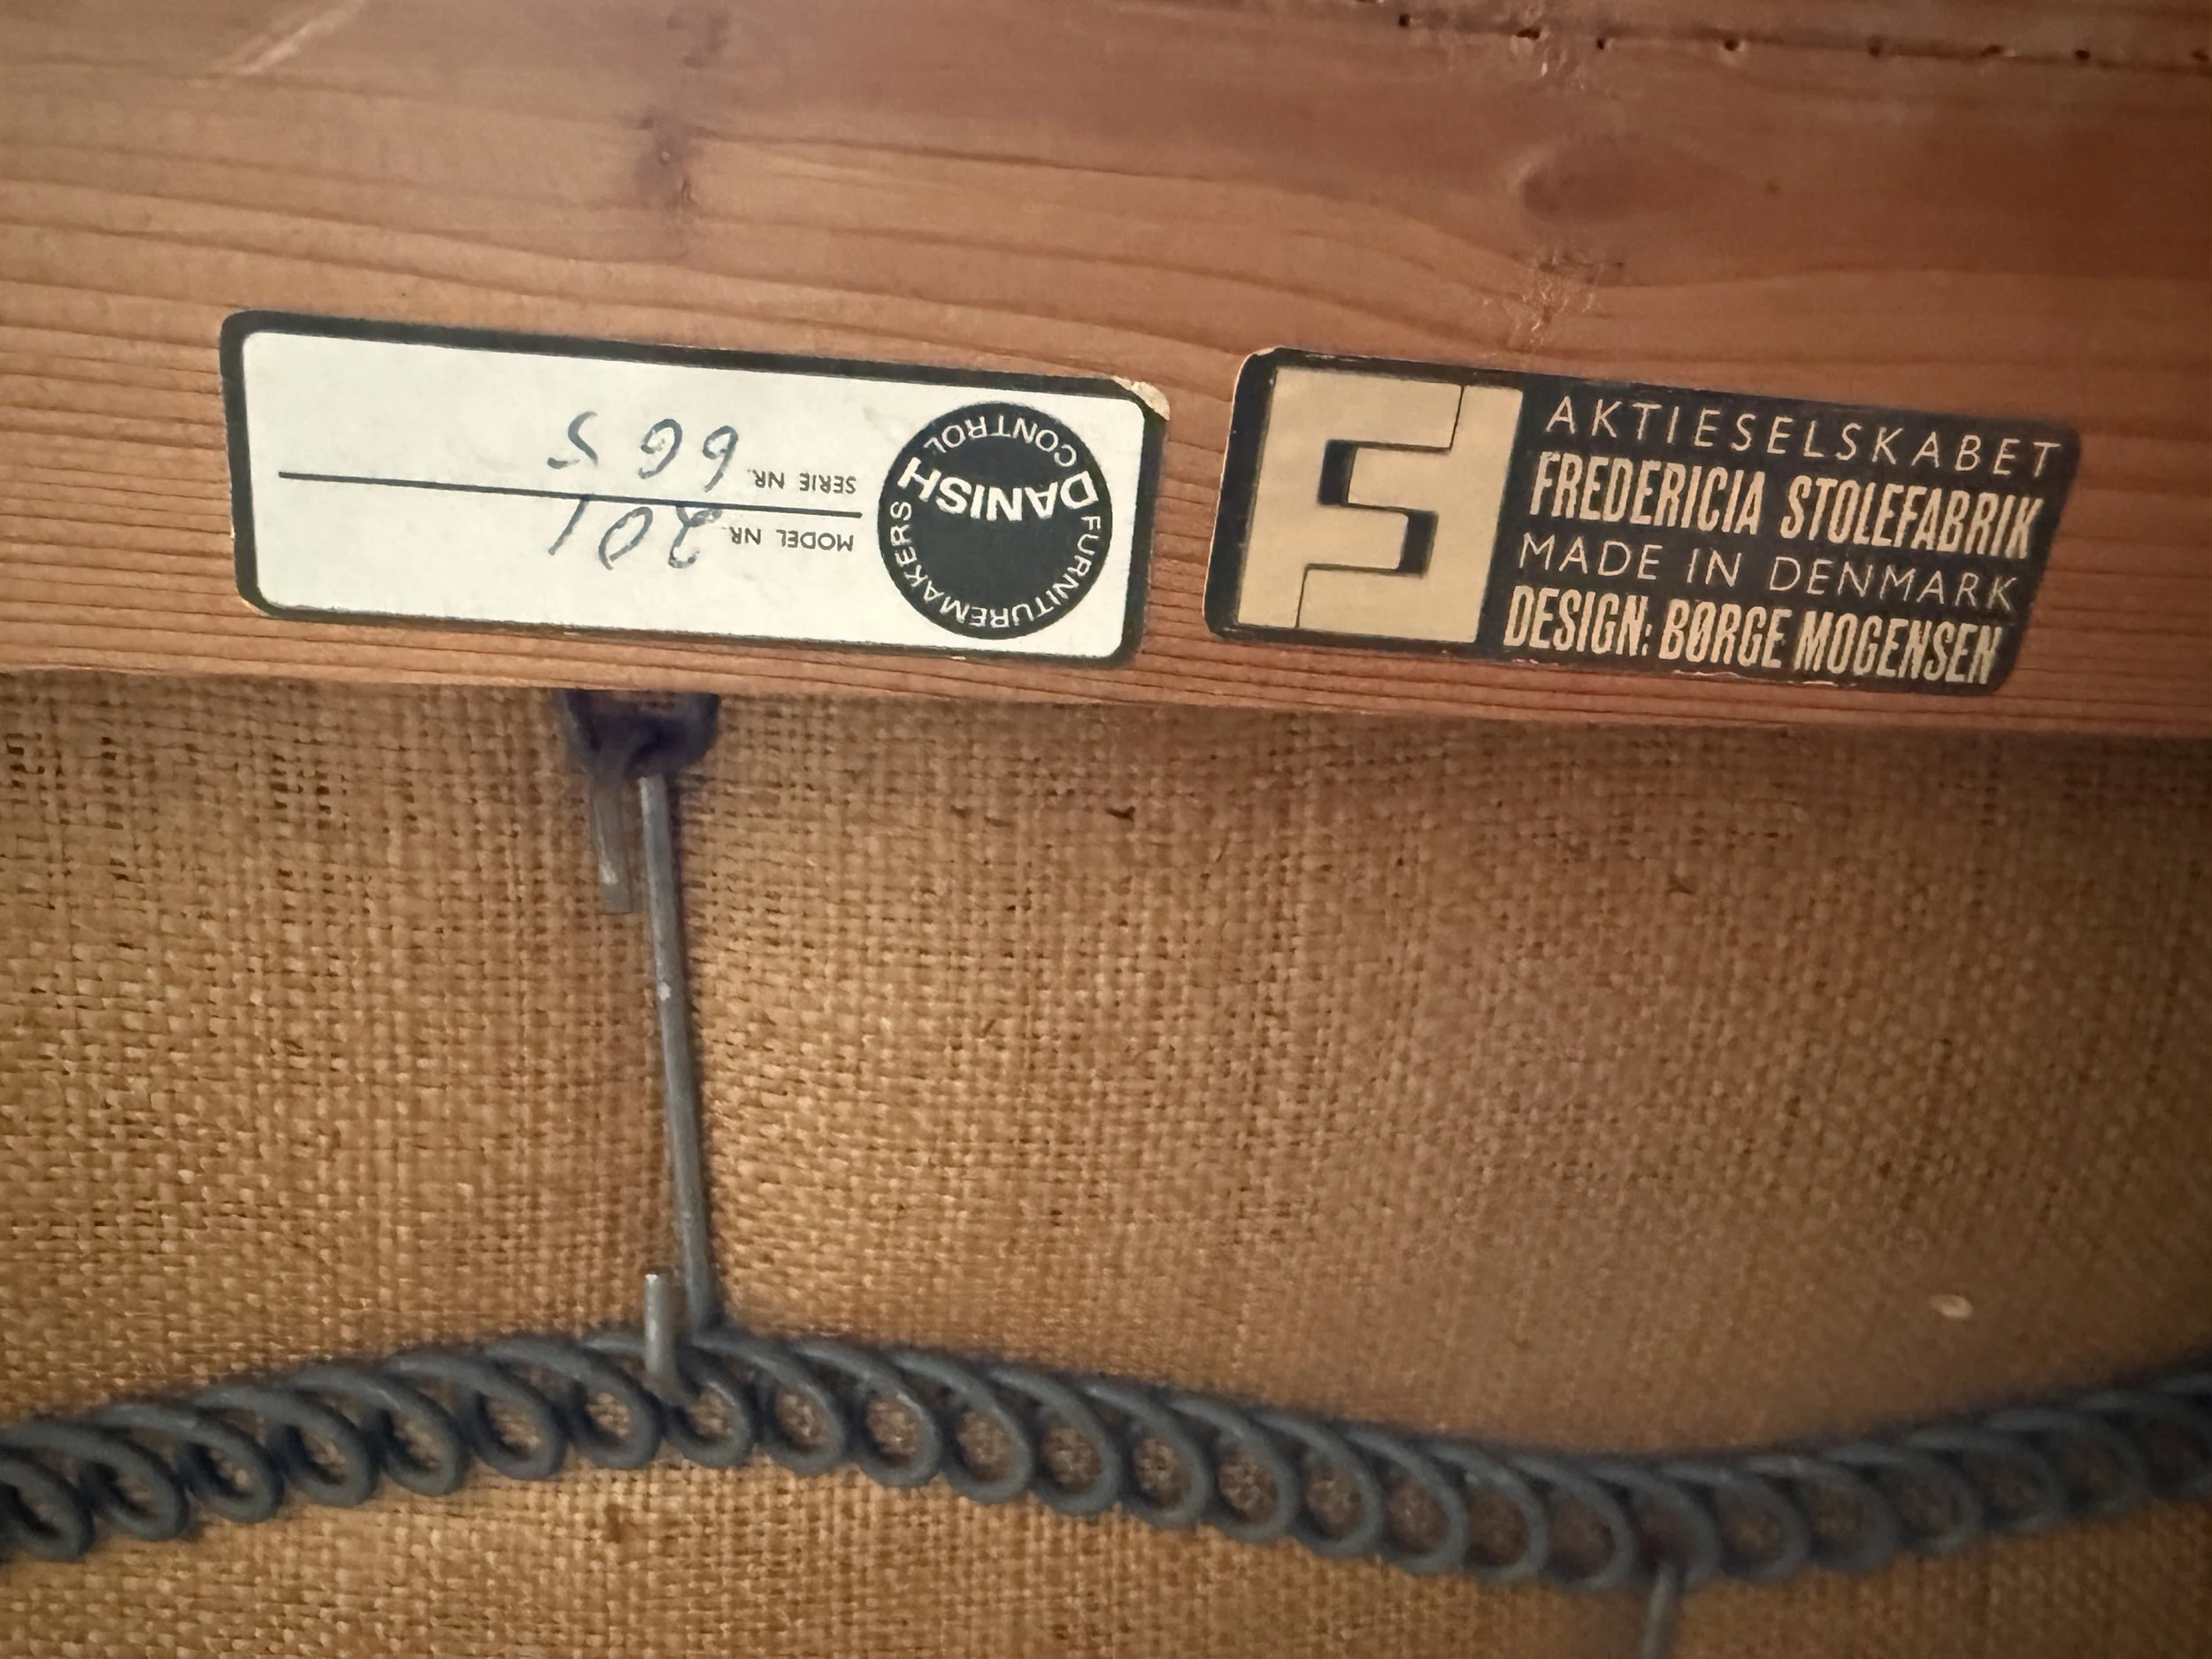 FURNITUREMAKERS
DANISH
CONTROL
MODEL NR. 201
SERIE NR. 665
AKTIESELSKABET
FREDERICIA STOLEFABRIK
MADE IN DENMARK
DESIGN: BØRGE MOGENSEN